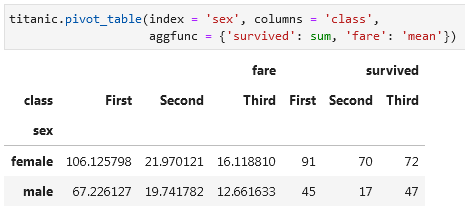 titanic.pivot_table(index = 'sex', columns = 'class',
aggfunc = {'survived': sum, 'fare': 'mean'})
fare survived
class First Second Third First Second Third
sex
female 106.125798 21.970121 16.118810 91 70 72
male 67.226127 19.741782 12.661633 45 17 47